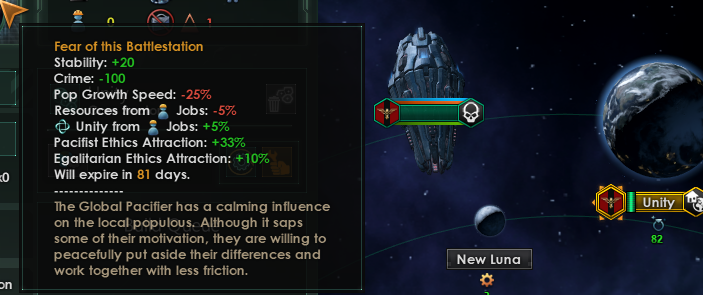 0
1
Fear of this Battlestation
Stability: +20
Crime: -100
Pop Growth Speed: -25%
Resources from Jobs: -5%
Unity from Jobs: +5%
Pacifist Ethics Attraction: +33%
Egalitarian Ethics Attraction: +10%
Will expire in 81 days.
--------------
The Global Pacifier has a calming influence
on the local populous. Although it saps
some of their motivation, they are willing to
peacefully put aside their differences and
work together with less friction.
x0
Unity
82
New Luna